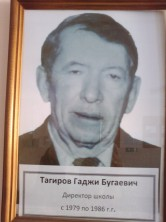 Тагиров Гаджи Бугаевич
Директор школы
с 1979 по 1986 г.г.